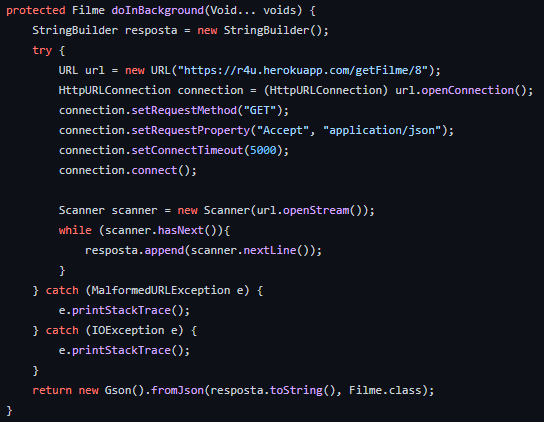 protected Filme doInBackground(Void... voids) {
    StringBuilder resposta = new StringBuilder();
    try {
        URL url = new URL("https://r4u.herokuapp.com/getFilme/8");
        HttpURLConnection connection = (HttpURLConnection) url.openConnection();
        connection.setRequestMethod("GET");
        connection.setRequestProperty("Accept", "application/json");
        connection.setConnectTimeout(5000);
        connection.connect();

        Scanner scanner = new Scanner(url.openStream());
        while (scanner.hasNext()){
            resposta.append(scanner.nextLine());
        }
    } catch (MalformedURLException e) {
        e.printStackTrace();
    } catch (IOException e) {
        e.printStackTrace();
    }
    return new Gson().fromJson(resposta.toString(), Filme.class);
}